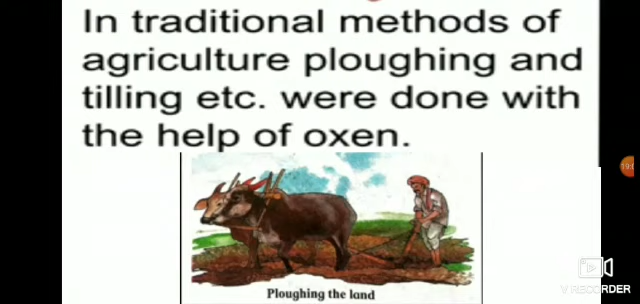 In traditional methods of
agriculture ploughing and
tilling etc. were done with
the help of oxen.
Ploughing the land
V RECORDER